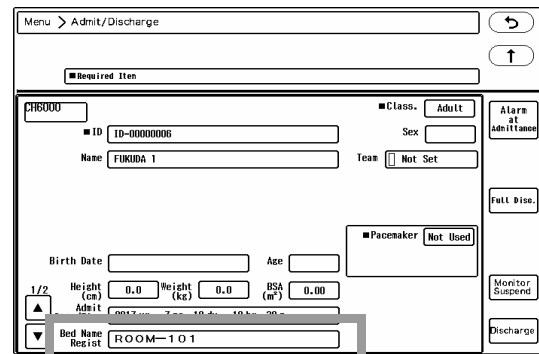 Menu > Admit/Discharge
■Required Item
CH6000
■Class. Adult
Alarm at Admittance
■ID ID-00000006
Sex
Name FUKUDA 1
Team Not Set
Full Disc.
■Pacemaker Not Used
Birth Date
Age
1/2
Height (cm) 0.0
Weight (kg) 0.0
BSA (m²) 0.00
Monitor Suspend
Admit
Bed Name Regist ROOM-101
Discharge